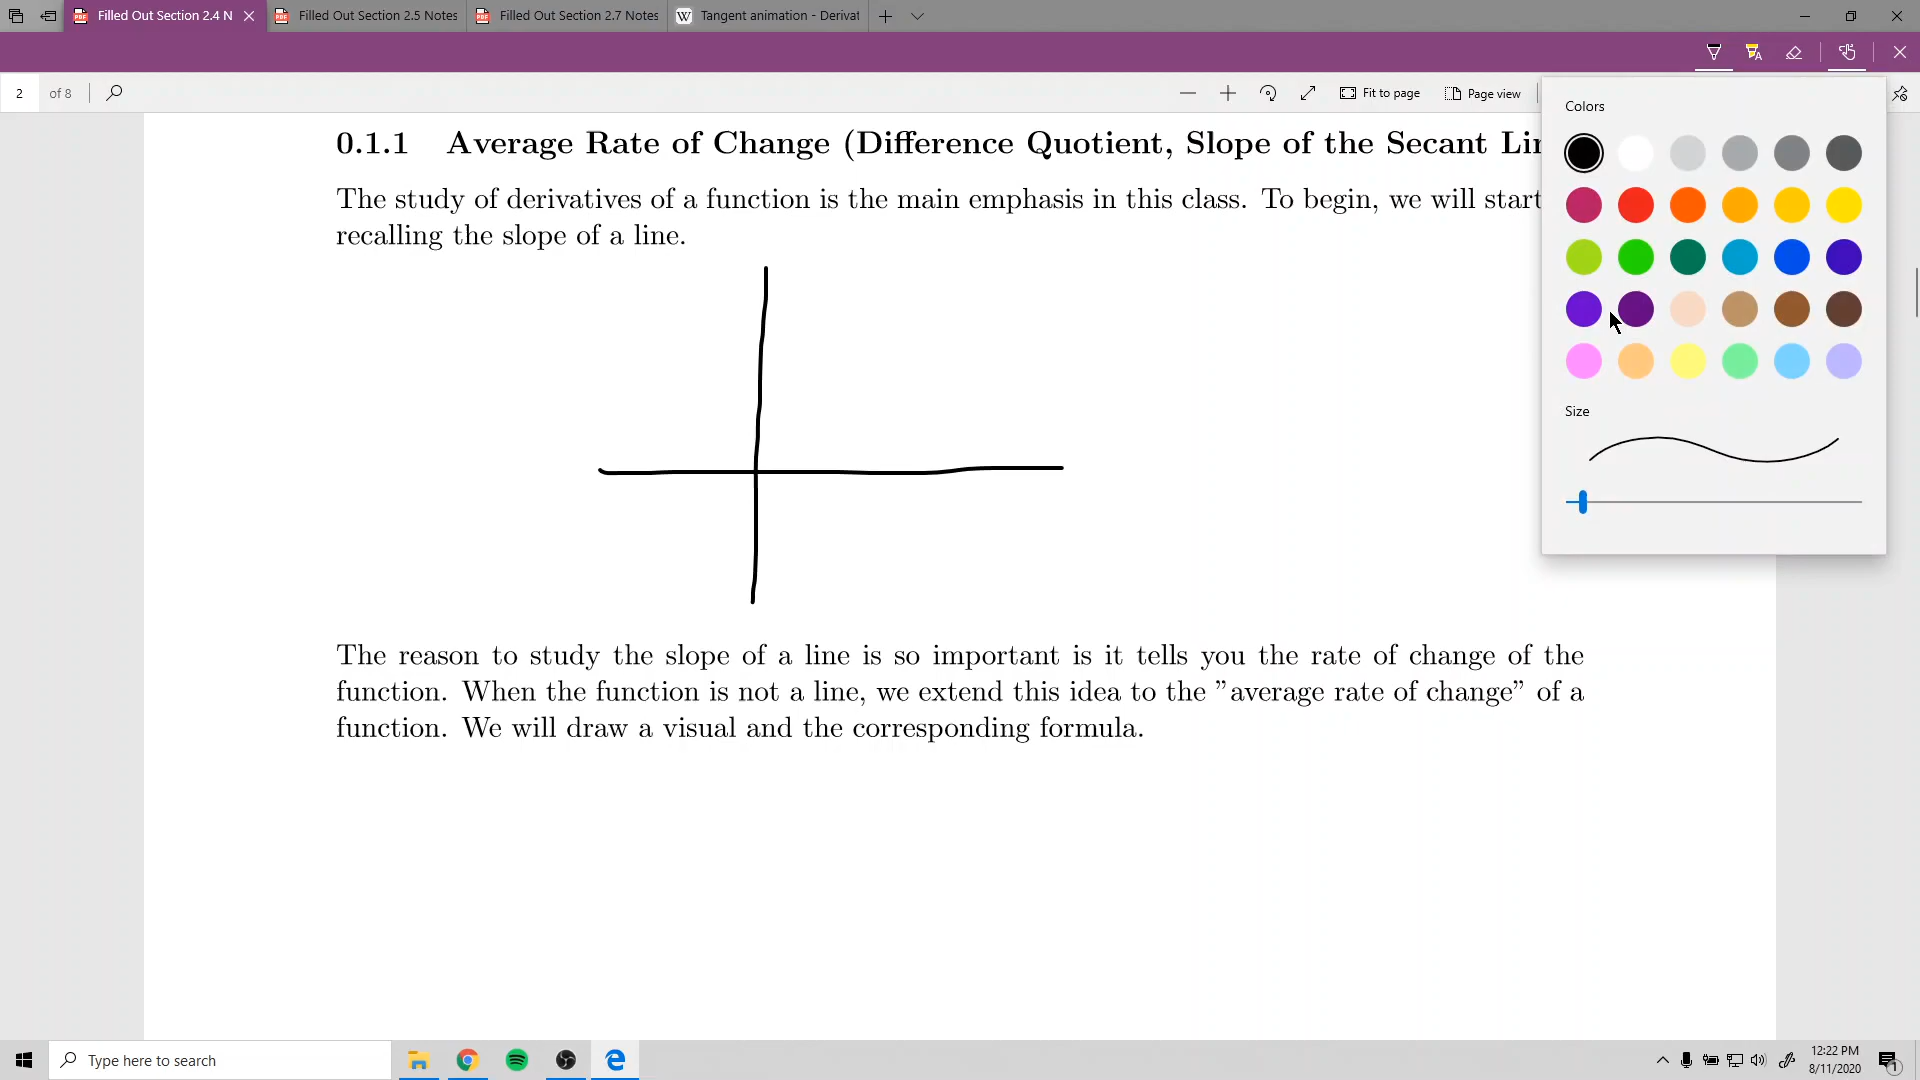 Filled Out Section 2.4 N
Filled Out Section 2.5 Notes
Filled Out Section 2.7 Notes
W Tangent animation - Derivat
2 of 8
Fit to page
Page view
Colors
Size
0.1.1 Average Rate of Change (Difference Quotient, Slope of the Secant Lin
The study of derivatives of a function is the main emphasis in this class. To begin, we will start
recalling the slope of a line.
The reason to study the slope of a line is so important is it tells you the rate of change of the
function. When the function is not a line, we extend this idea to the ”average rate of change” of a
function. We will draw a visual and the corresponding formula.
Type here to search
12:22 PM
8/11/2020
1